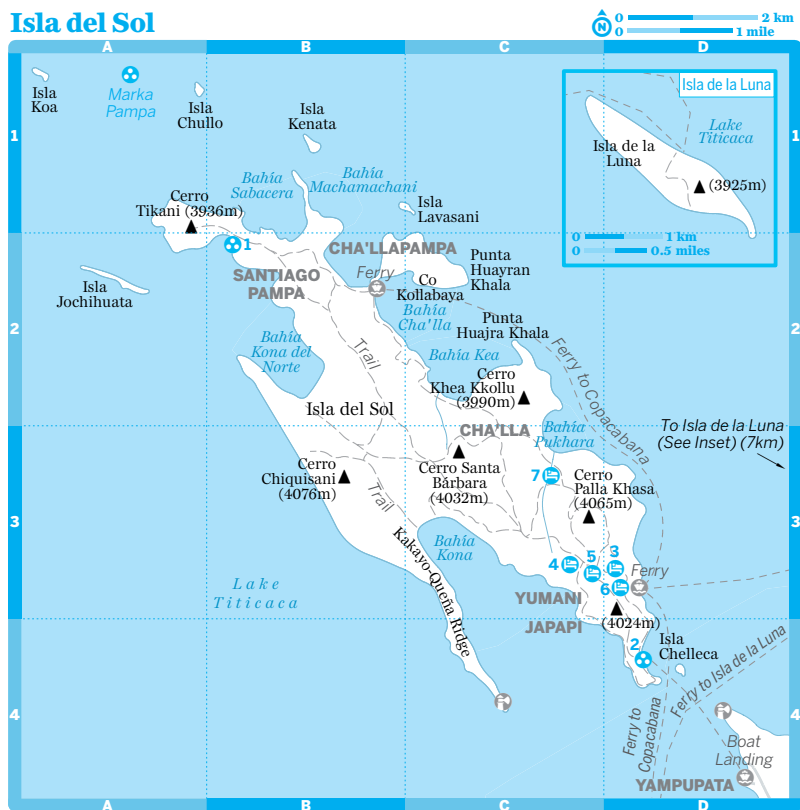 Isla del Sol
N
0 2 km
0 1 mile
A B C D
1
2
3
4
Isla
Koa
Marka
Pampa
Isla
Chullo
Isla
Kenata
Bahía
Sabacera
Bahía
Machamachani
Isla
Lavasani
Cerro
Tikani (3936m)
1
CHA'LLAPAMPA
SANTIAGO
PAMPA
Ferry
Punta
Huayran
Khala
Co
Kollabaya
Isla
Jochihuata
Bahía
Cha'lla
Punta
Huajra Khala
Bahía
Kona del
Norte
Trail
Bahía Kea
Ferry to Copacabana
Cerro
Khea Kkollu
(3990m)
Isla del Sol
CHA'LLA
Bahía
Pukhara
To Isla de la Luna
(See Inset) (7km)
Cerro
Chiquisani
(4076m)
Cerro Santa
Bárbara
(4032m)
7
Cerro
Palla Khasa
(4065m)
Trail
Kakayo-Queña Ridge
Bahía
Kona
4
5
3
6
Ferry
Lake
Titicaca
YUMANI
JAPAPI
(4024m)
2
Isla
Chelleca
Ferry to Isla de la Luna
Ferry to
Copacabana
Boat
Landing
YAMPUPATA
Isla de la Luna
Lake
Titicaca
Isla de la
Luna
(3925m)
0 1 km
0 0.5 miles
1
2
3
4
A B C D